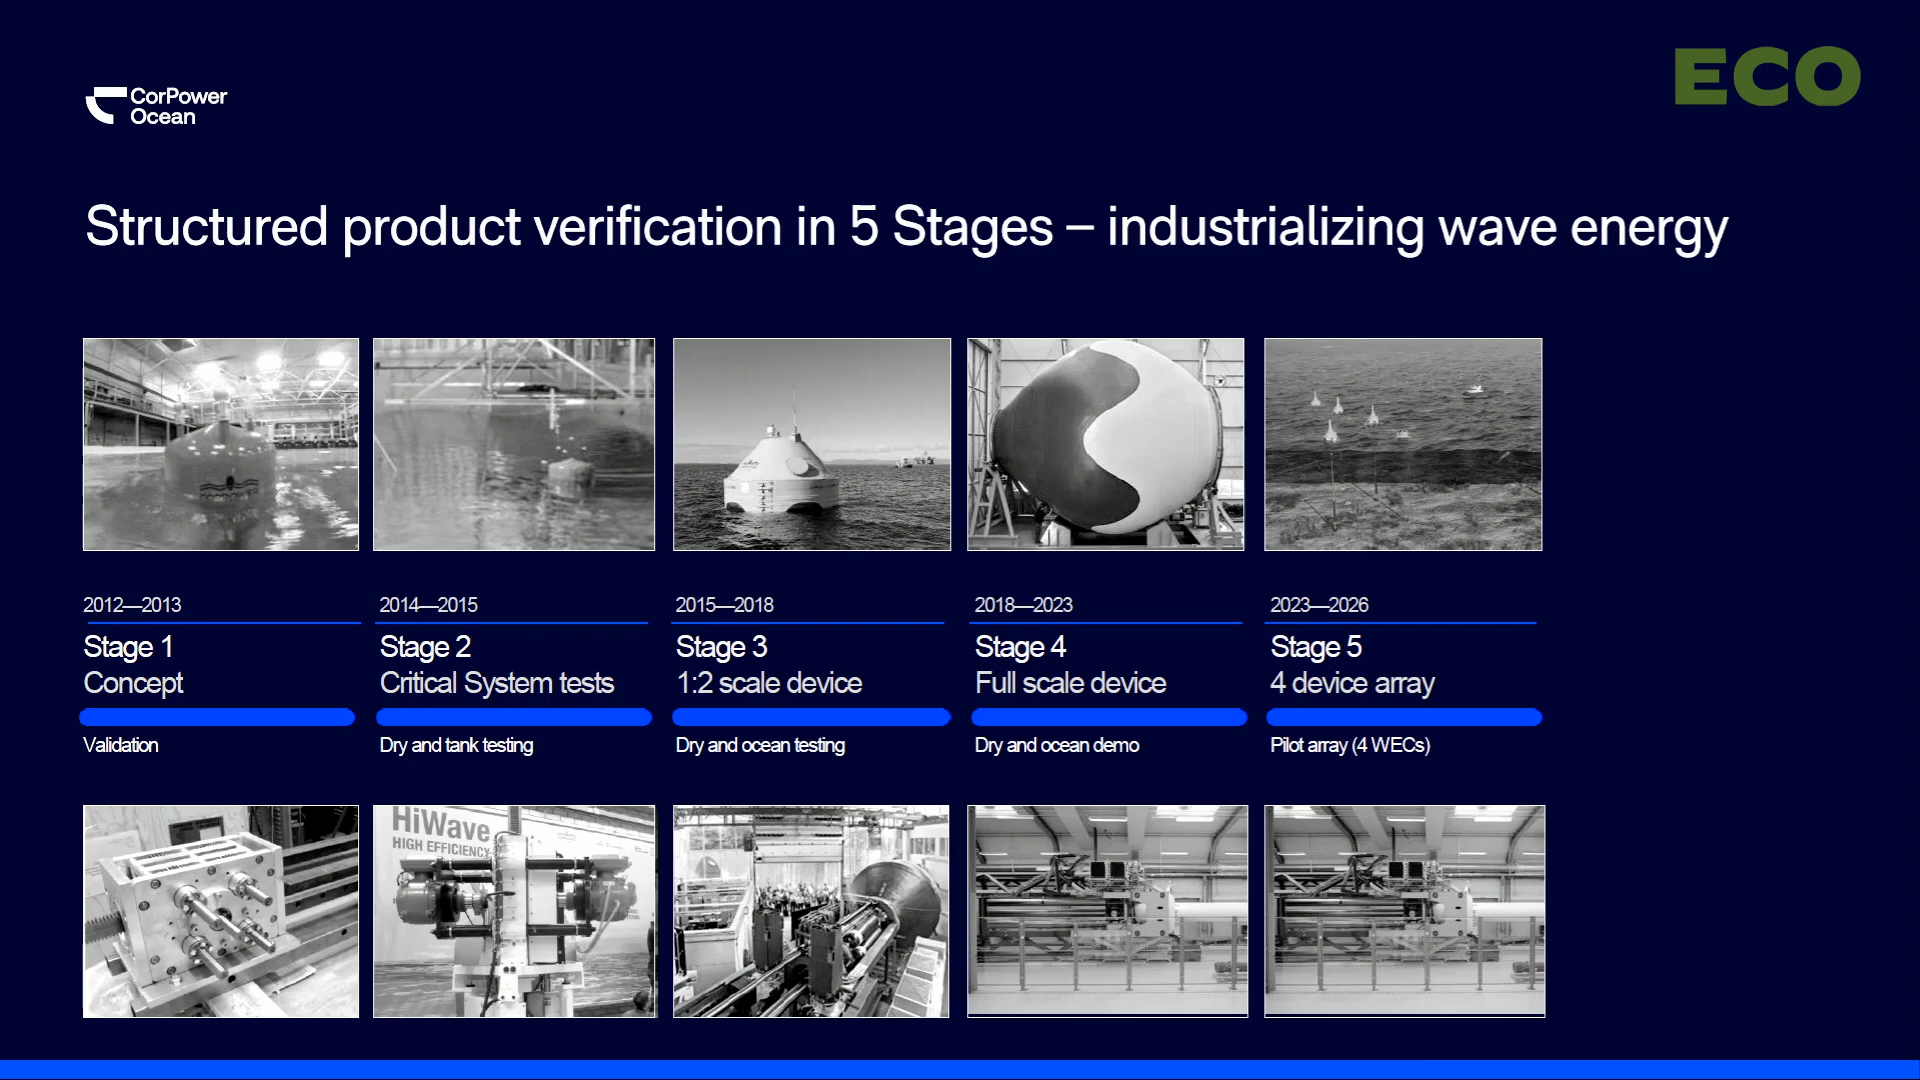 CorPower
Ocean
ECO
Structured product verification in 5 Stages – industrializing wave energy
2012—2013
Stage 1
Concept
Validation
2014—2015
Stage 2
Critical System tests
Dry and tank testing
2015—2018
Stage 3
1:2 scale device
Dry and ocean testing
2018—2023
Stage 4
Full scale device
Dry and ocean demo
2023—2026
Stage 5
4 device array
Pilot array (4 WECs)
HiWave
HIGH EFFICIENCY